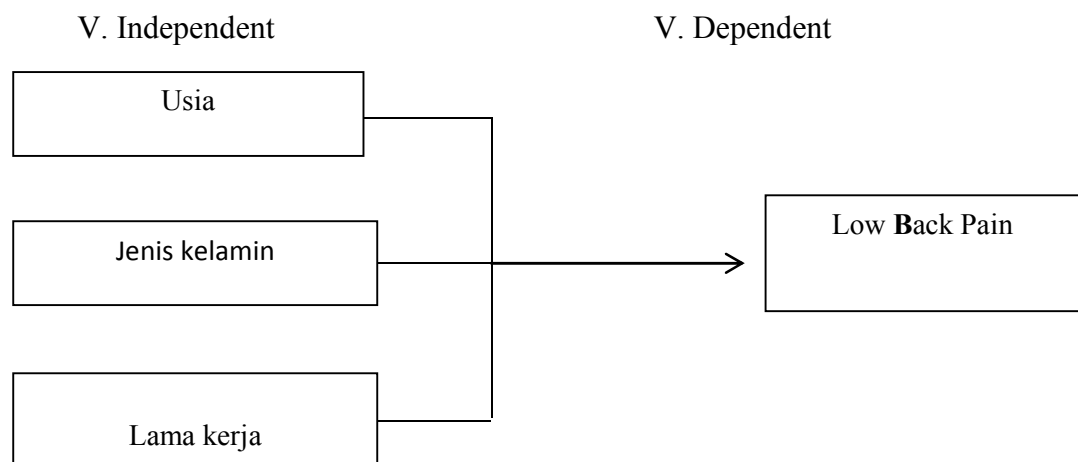 V. Independent
V. Dependent
Usia
Jenis kelamin
Low Back Pain
Lama kerja